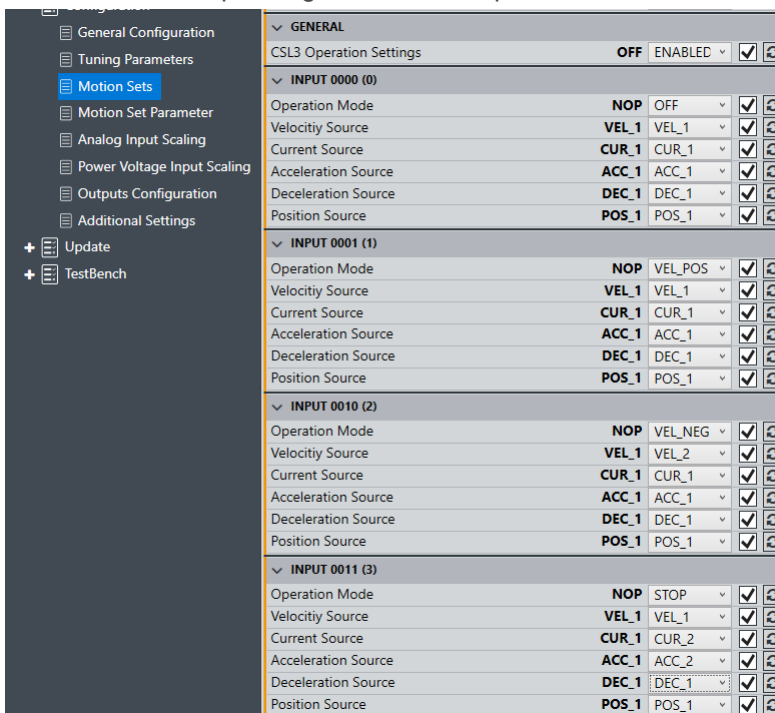 General Configuration
Tuning Parameters
Motion Sets
Motion Set Parameter
Analog Input Scaling
Power Voltage Input Scaling
Outputs Configuration
Additional Settings
Update
TestBench
GENERAL
CSL3 Operation Settings OFF ENABLED
INPUT 0000 (0)
Operation Mode NOP OFF
Velocitiy Source VEL_1 VEL_1
Current Source CUR_1 CUR_1
Acceleration Source ACC_1 ACC_1
Deceleration Source DEC_1 DEC_1
Position Source POS_1 POS_1
INPUT 0001 (1)
Operation Mode NOP VEL_POS
Velocitiy Source VEL_1 VEL_1
Current Source CUR_1 CUR_1
Acceleration Source ACC_1 ACC_1
Deceleration Source DEC_1 DEC_1
Position Source POS_1 POS_1
INPUT 0010 (2)
Operation Mode NOP VEL_NEG
Velocitiy Source VEL_1 VEL_2
Current Source CUR_1 CUR_1
Acceleration Source ACC_1 ACC_1
Deceleration Source DEC_1 DEC_1
Position Source POS_1 POS_1
INPUT 0011 (3)
Operation Mode NOP STOP
Velocitiy Source VEL_1 VEL_1
Current Source CUR_1 CUR_2
Acceleration Source ACC_1 ACC_2
Deceleration Source DEC_1 DEC_1
Position Source POS_1 POS_1